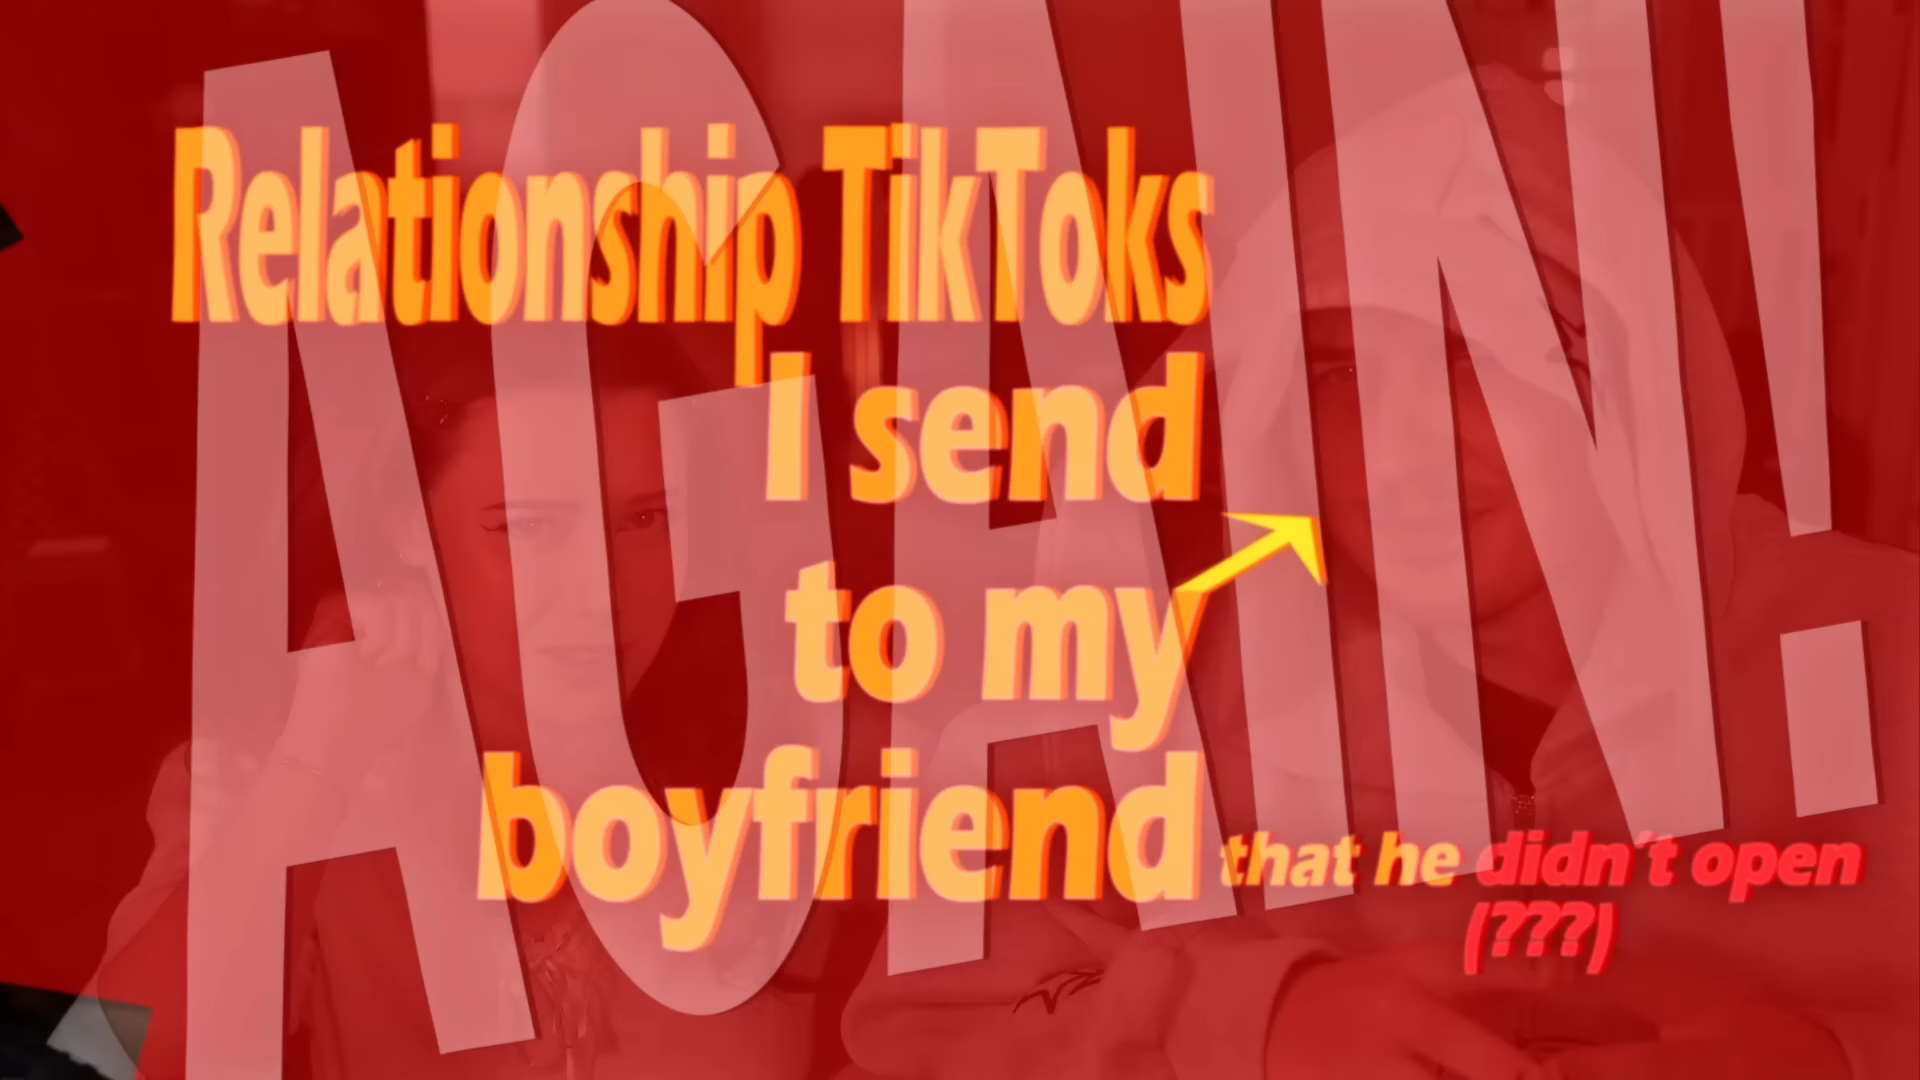 AGAIN!
Relationship TikToks
I send
to my
boyfriend
that he didn't open
(???)